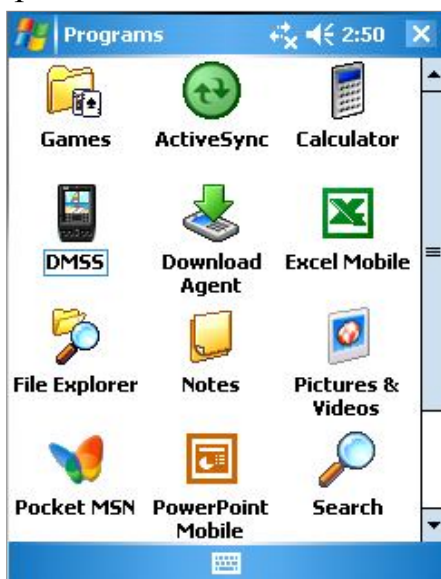 Programs 2:50
Games ActiveSync Calculator
DMSS Download Agent Excel Mobile
File Explorer Notes Pictures & Videos
Pocket MSN PowerPoint Mobile Search